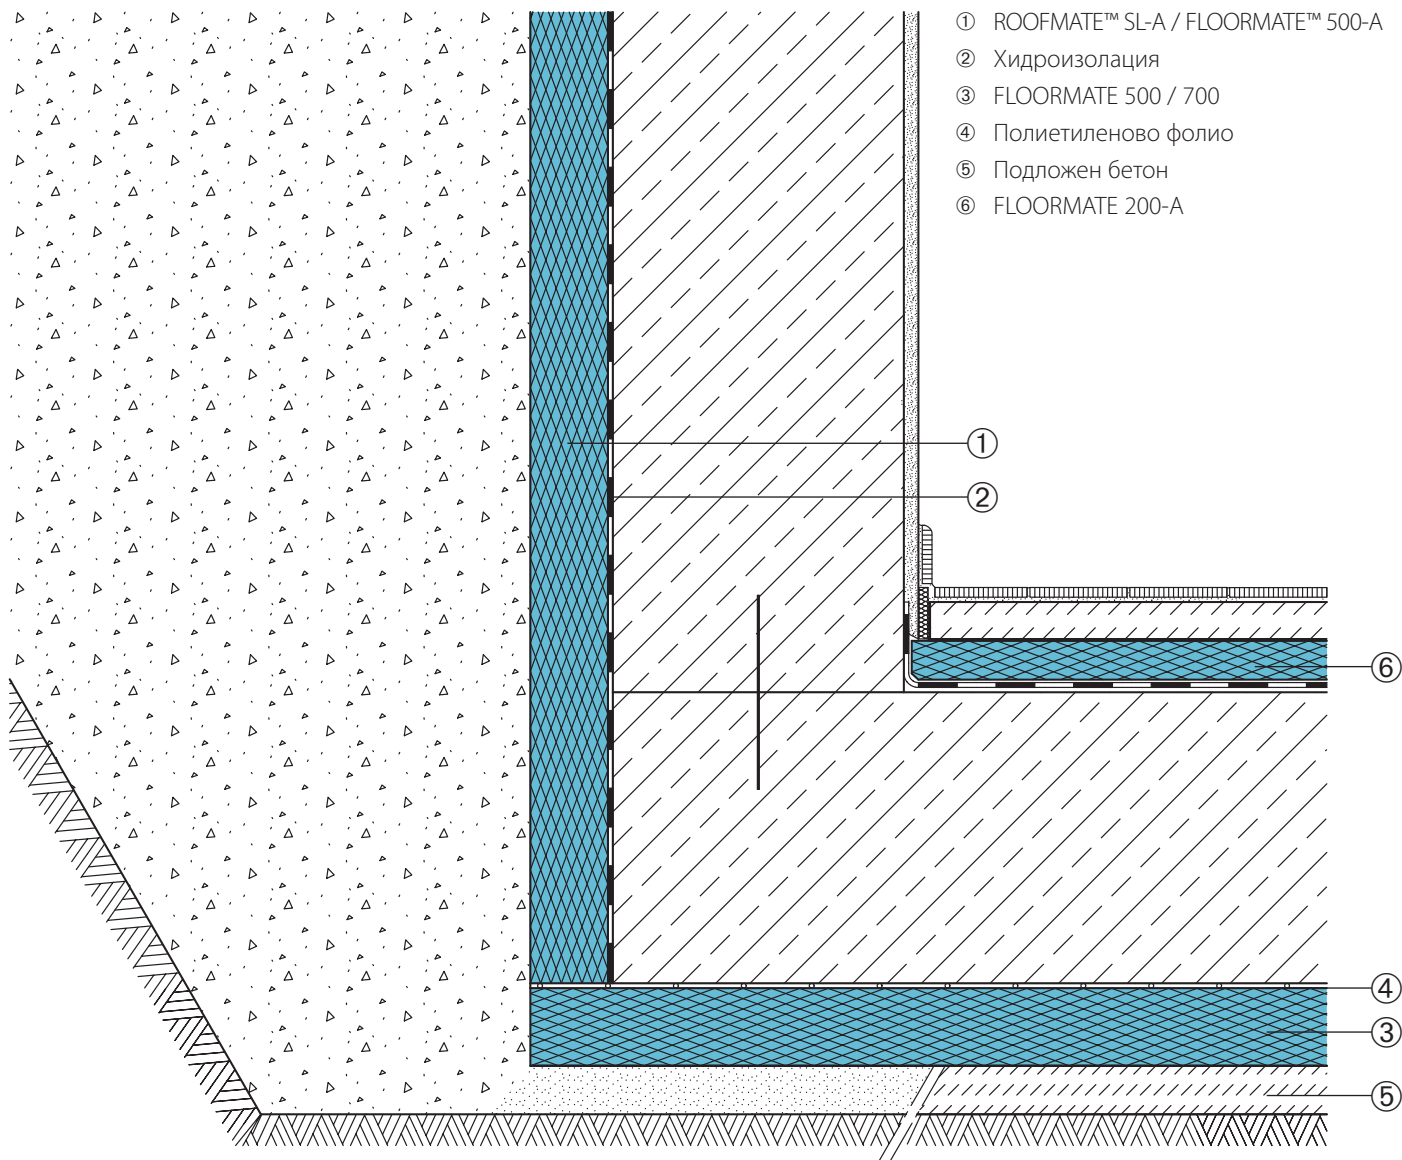 ① ROOFMATE™ SL-A / FLOORMATE™ 500-A
② Хидроизолация
③ FLOORMATE 500 / 700
④ Полиетиленово фолио
⑤ Подложен бетон
⑥ FLOORMATE 200-A
①
②
⑥
④
③
⑤